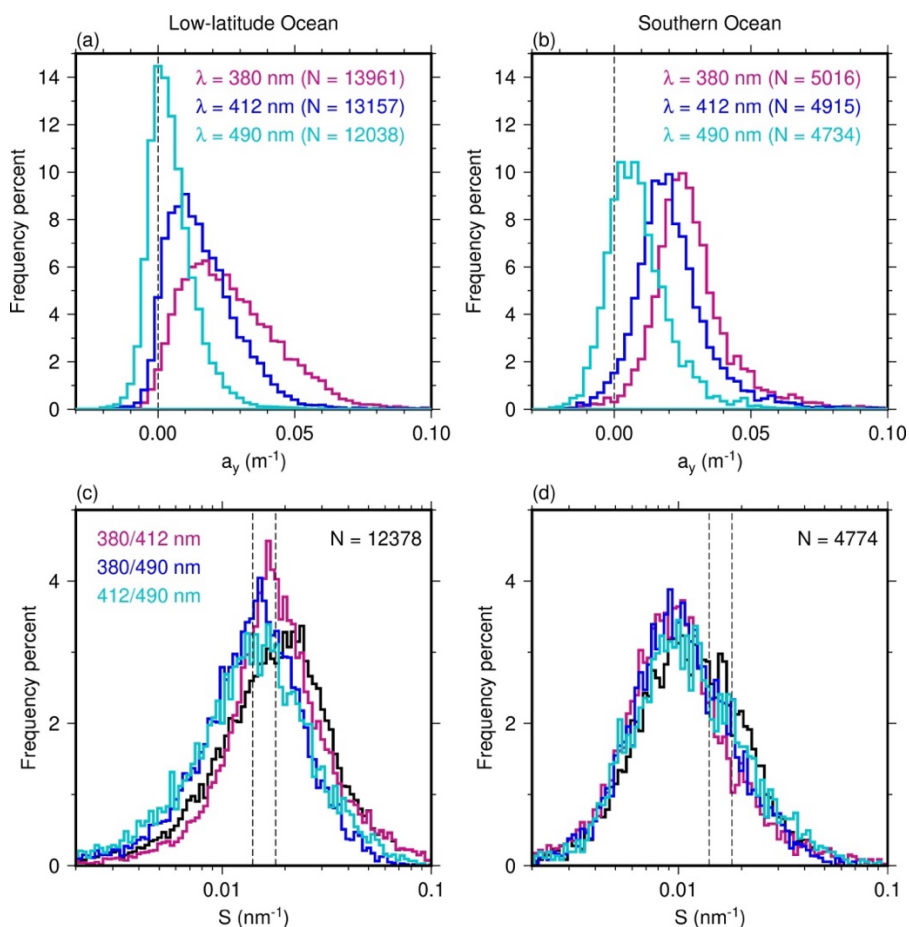 Low-latitude Ocean
Southern Ocean
(a)
(b)
λ = 380 nm (N = 13961)
λ = 412 nm (N = 13157)
λ = 490 nm (N = 12038)
λ = 380 nm (N = 5016)
λ = 412 nm (N = 4915)
λ = 490 nm (N = 4734)
Frequency percent
14
12
10
8
6
4
2
0
Frequency percent
14
12
10
8
6
4
2
0
0.00 0.05 0.10
0.00 0.05 0.10
a_y (m⁻¹)
a_y (m⁻¹)
(c)
(d)
380/412 nm
380/490 nm
412/490 nm
N = 12378
N = 4774
Frequency percent
4
2
0
Frequency percent
4
2
0
0.01 0.1
0.01 0.1
S (nm⁻¹)
S (nm⁻¹)